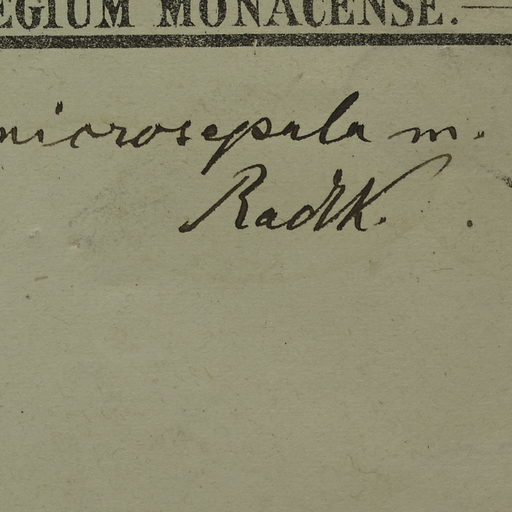 EGIUM MONACENSE.
microsepala m.
Radlk.